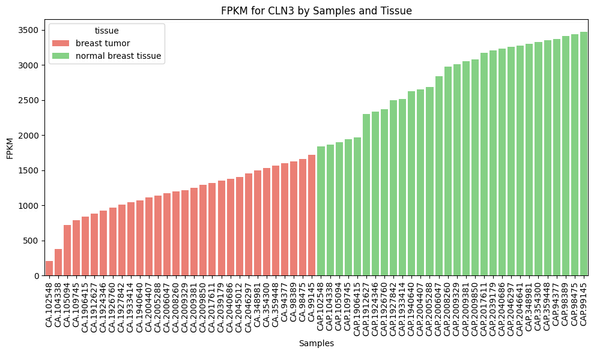 FPKM for CLN3 by Samples and Tissue
tissue
breast tumor
normal breast tissue
FPKM
3500
3000
2500
2000
1500
1000
500
0
CA.102548
CA.104338
CA.105094
CA.109745
CA.1906415
CA.1912627
CA.1924346
CA.1926760
CA.1927842
CA.1933414
CA.1940640
CA.2004407
CA.2005288
CA.2006047
CA.2008260
CA.2009329
CA.2009381
CA.2009850
CA.2017611
CA.2039179
CA.2040686
CA.2045012
CA.2046297
CA.348981
CA.354300
CA.359448
CA.94377
CA.98389
CA.98475
CA.99145
CAP.102548
CAP.104338
CAP.105094
CAP.109745
CAP.1906415
CAP.1912627
CAP.1924346
CAP.1926760
CAP.1927842
CAP.1933414
CAP.1940640
CAP.2004407
CAP.2005288
CAP.2006047
CAP.2008260
CAP.2009329
CAP.2009381
CAP.2009850
CAP.2017611
CAP.2039179
CAP.2040686
CAP.2046297
CAP.2046641
CAP.348981
CAP.354300
CAP.359448
CAP.94377
CAP.98389
CAP.98475
CAP.99145
Samples